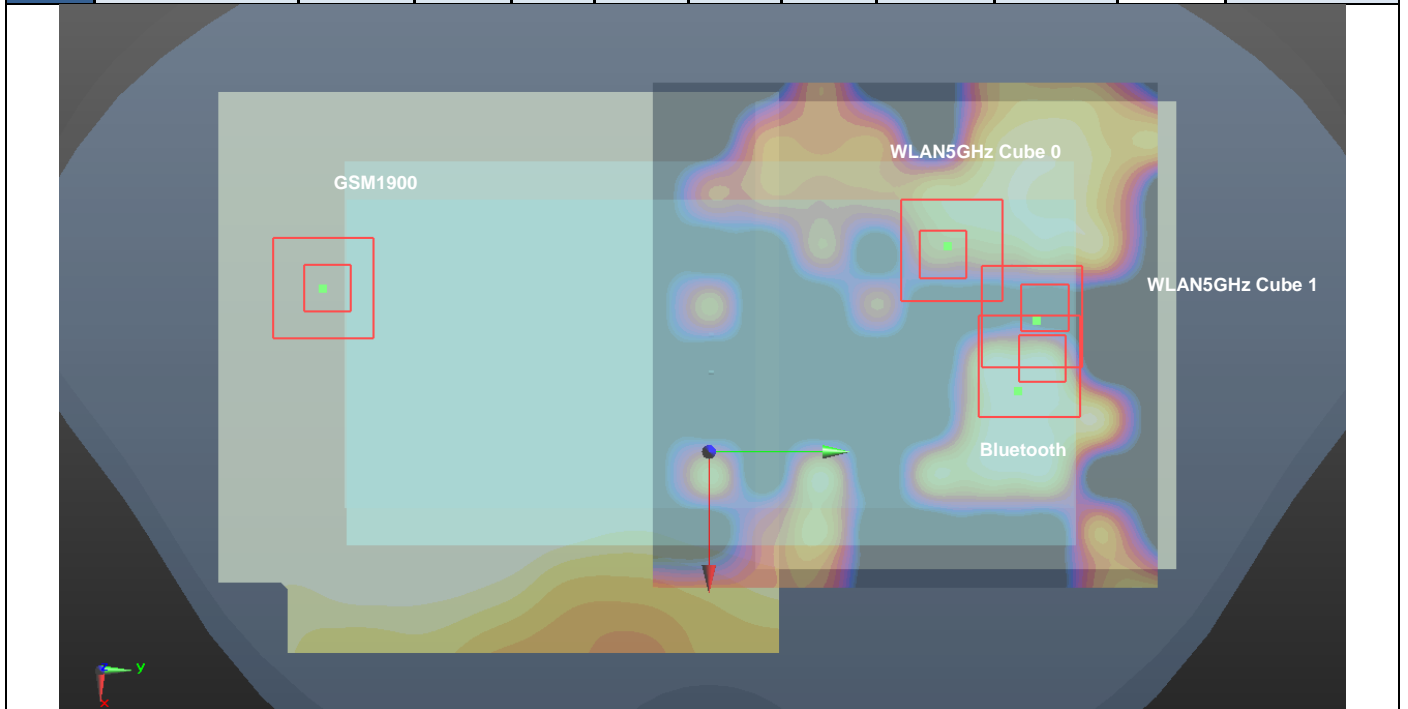 WLAN5GHz Cube 0
GSM1900
WLAN5GHz Cube 1
Bluetooth
y
x